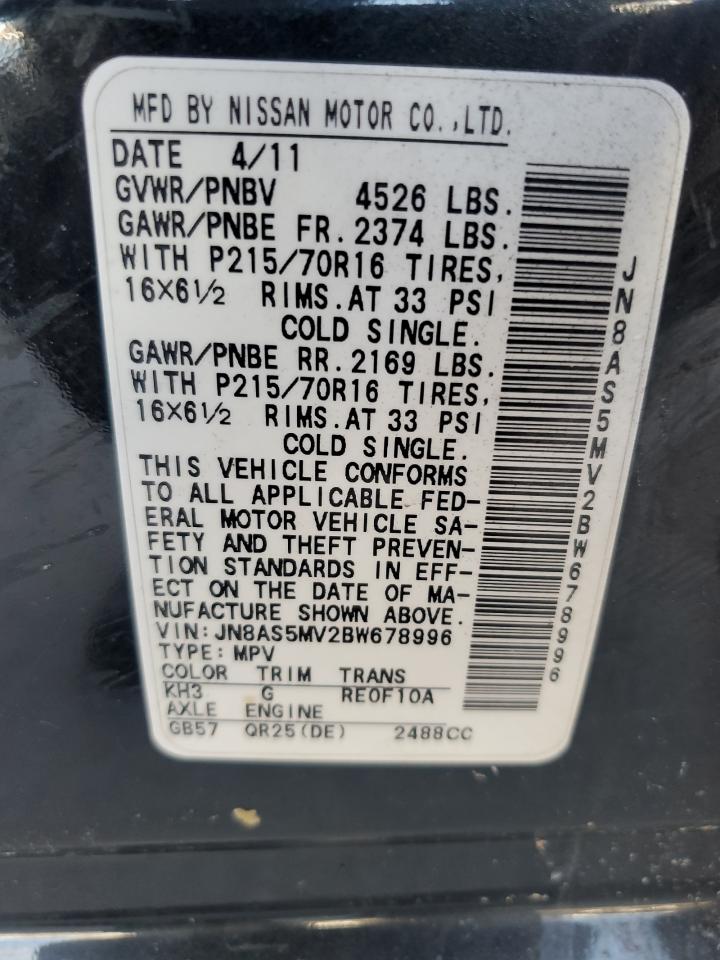 MFD BY NISSAN MOTOR CO.,LTD.
DATE 4/11
GVWR/PNBV 4526 LBS.
GAWR/PNBE FR. 2374 LBS.
WITH P215/70R16 TIRES,
16X6½ RIMS. AT 33 PSI
COLD SINGLE.
GAWR/PNBE RR. 2169 LBS.
WITH P215/70R16 TIRES,
16X6½ RIMS. AT 33 PSI
COLD SINGLE.
THIS VEHICLE CONFORMS
TO ALL APPLICABLE FED-
ERAL MOTOR VEHICLE SA-
FETY AND THEFT PREVEN-
TION STANDARDS IN EFF-
ECT ON THE DATE OF MA-
NUFACTURE SHOWN ABOVE.
VIN:JN8AS5MV2BW678996
TYPE: MPV
COLOR TRIM TRANS
KH3 G RE0F10A
AXLE ENGINE
GB57 QR25(DE) 2488CC
JN8AS5MV2BW678996